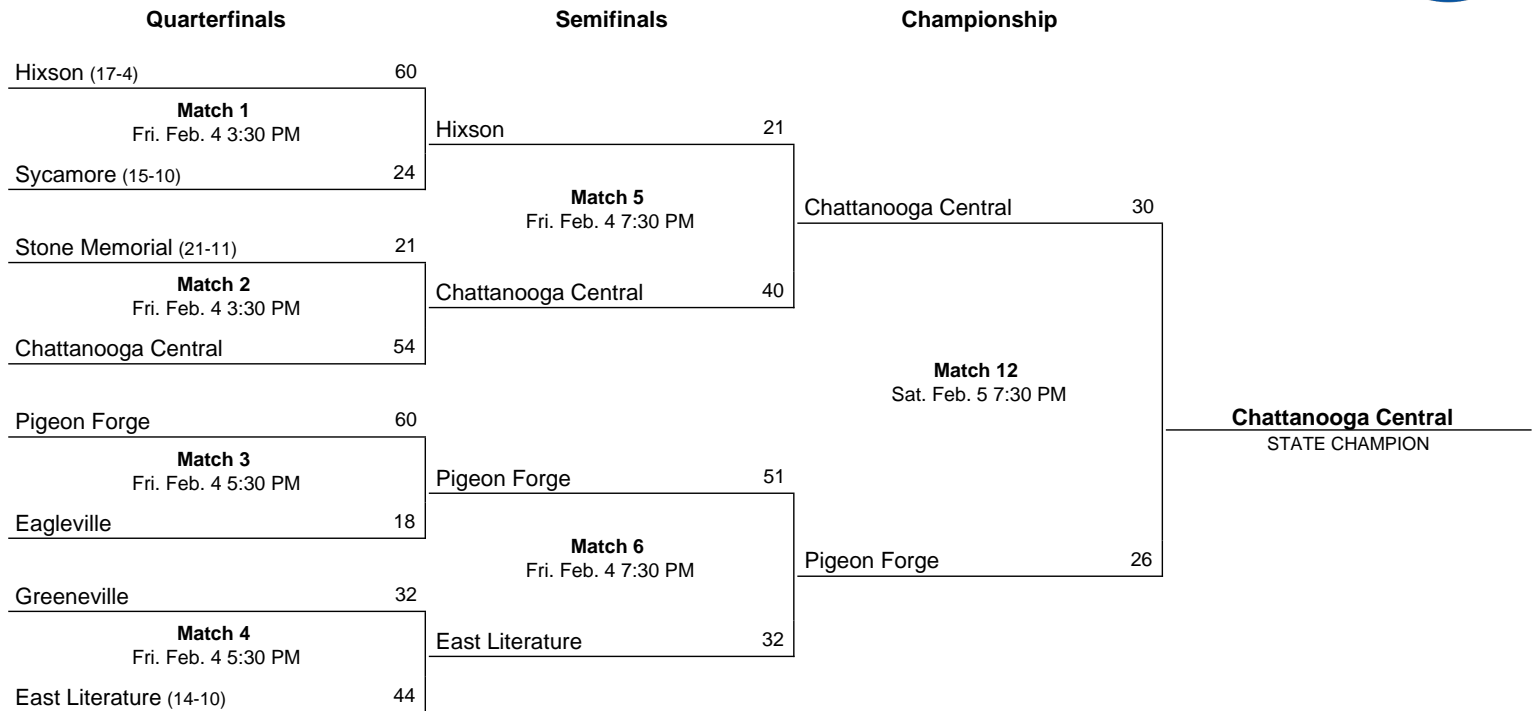 Quarterfinals Semifinals Championship
Hixson (17-4) 60
Match 1
Fri. Feb. 4 3:30 PM
Hixson 21
Sycamore (15-10) 24
Match 5
Fri. Feb. 4 7:30 PM
Chattanooga Central 30
Stone Memorial (21-11) 21
Match 2
Fri. Feb. 4 3:30 PM
Chattanooga Central 40
Chattanooga Central 54
Match 12
Sat. Feb. 5 7:30 PM
Pigeon Forge 60
Chattanooga Central
STATE CHAMPION
Match 3
Fri. Feb. 4 5:30 PM
Pigeon Forge 51
Eagleville 18
Match 6
Fri. Feb. 4 7:30 PM
Pigeon Forge 26
Greeneville 32
Match 4
Fri. Feb. 4 5:30 PM
East Literature 32
East Literature (14-10) 44